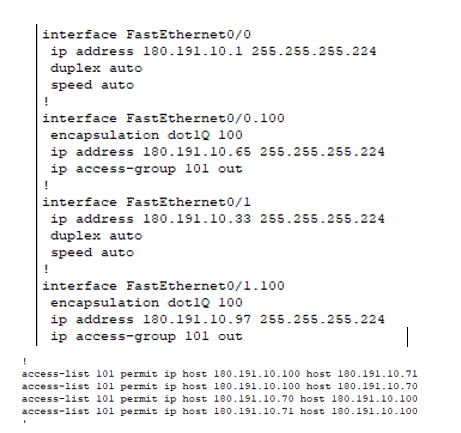 interface FastEthernet0/0
ip address 180.191.10.1 255.255.255.224
duplex auto
speed auto
!
interface FastEthernet0/0.100
encapsulation dot1Q 100
ip address 180.191.10.65 255.255.255.224
ip access-group 101 out
!
interface FastEthernet0/1
ip address 180.191.10.33 255.255.255.224
duplex auto
speed auto
!
interface FastEthernet0/1.100
encapsulation dot1Q 100
ip address 180.191.10.97 255.255.255.224
ip access-group 101 out
!
access-list 101 permit ip host 180.191.10.100 host 180.191.10.71
access-list 101 permit ip host 180.191.10.100 host 180.191.10.70
access-list 101 permit ip host 180.191.10.70 host 180.191.10.100
access-list 101 permit ip host 180.191.10.71 host 180.191.10.100
!